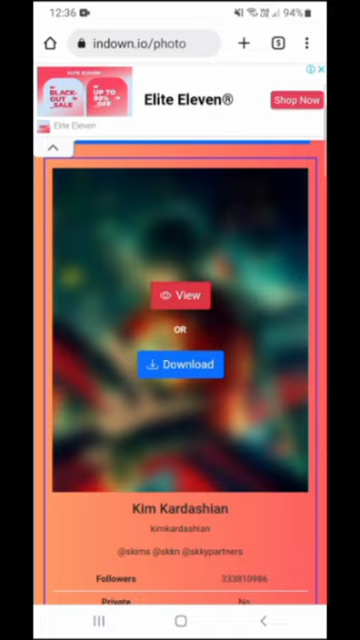 12:36
94%
indown.io/photo
5
ELITE ELEVEN
BLACK-
OUT
SALE
UP TO
80%
OFF
Elite Eleven®
Shop Now
Elite Eleven
View
OR
Download
Kim Kardashian
kimkardashian
@skims @skkn @skkypartners
Followers 333810986
Private No